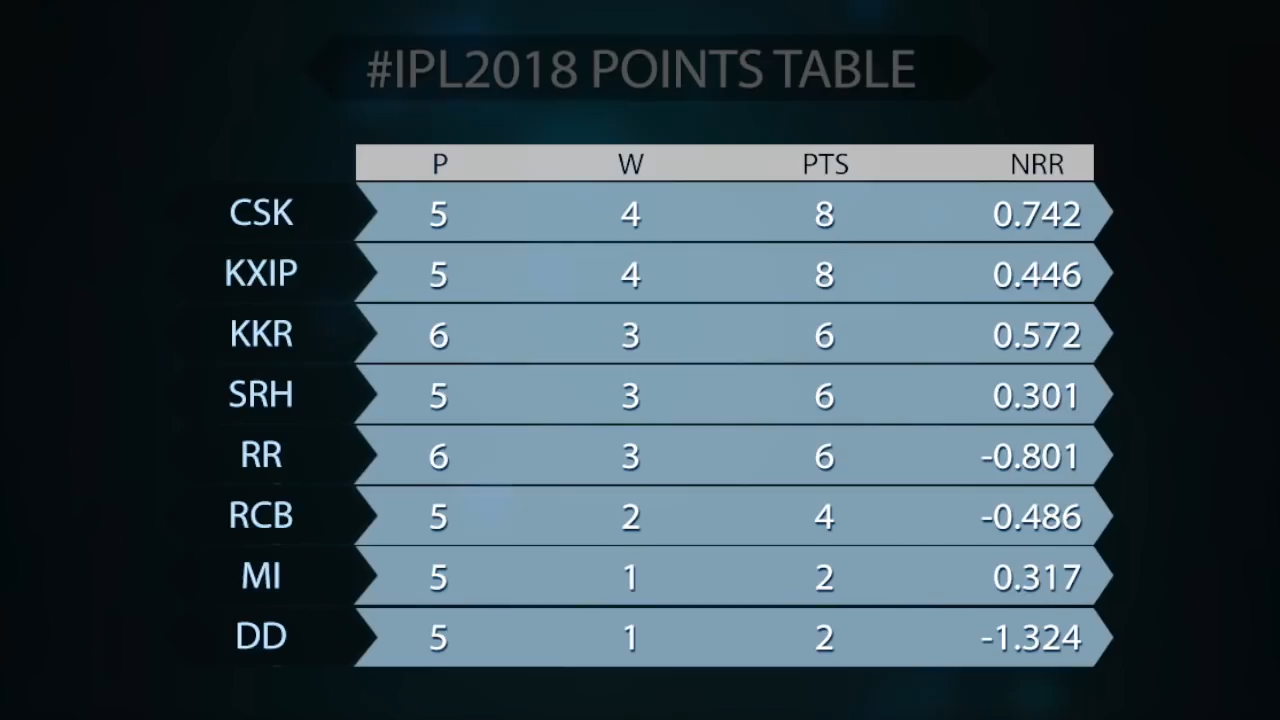 #IPL2018 POINTS TABLE
P W PTS NRR
CSK 5 4 8 0.742
KXIP 5 4 8 0.446
KKR 6 3 6 0.572
SRH 5 3 6 0.301
RR 6 3 6 -0.801
RCB 5 2 4 -0.486
MI 5 1 2 0.317
DD 5 1 2 -1.324